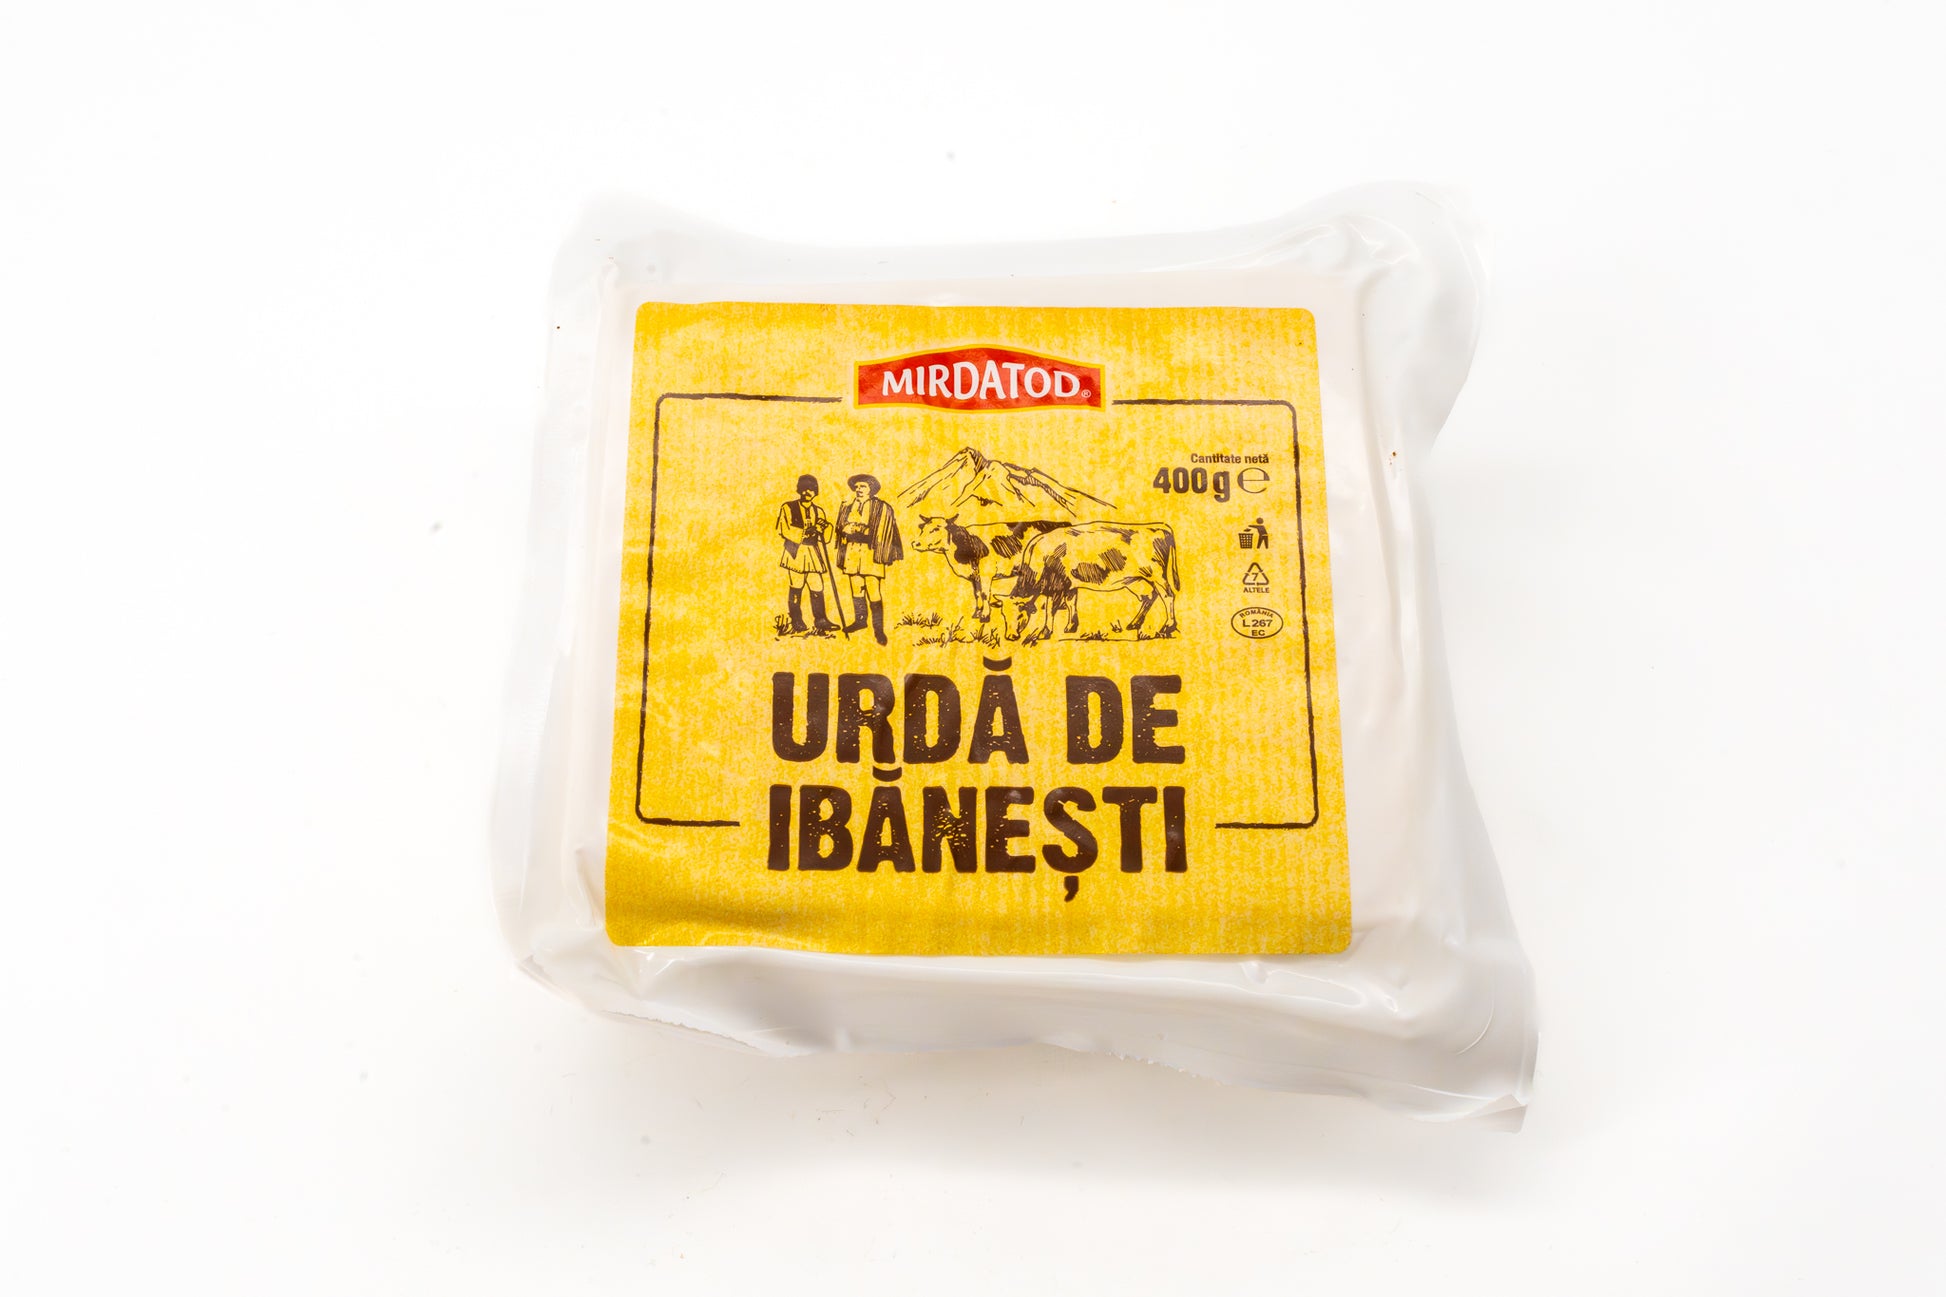 MIRDATOD®
Cantitate netă
400g ℮
7
ALTELE
ROMÂNIA
L267
EC
URDĂ DE
IBĂNEȘTI